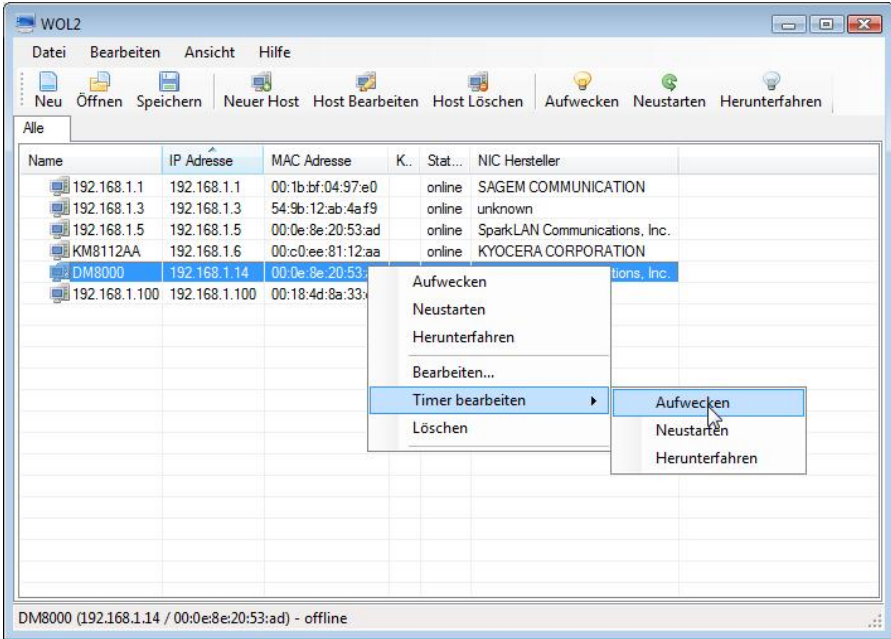 WOL2
Datei Bearbeiten Ansicht Hilfe
Neu Öffnen Speichern Neuer Host Host Bearbeiten Host Löschen Aufwecken Neustarten Herunterfahren
Alle
Name IP Adresse MAC Adresse K.. Stat... NIC Hersteller
192.168.1.1 192.168.1.1 00:1b:bf:04:97:e0 online SAGEM COMMUNICATION
192.168.1.3 192.168.1.3 54:9b:12:ab:4a:f9 online unknown
192.168.1.5 192.168.1.5 00:0e:8e:20:53:ad online SparkLAN Communications, Inc.
KM8112AA 192.168.1.6 00:c0:ee:81:12:aa online KYOCERA CORPORATION
DM8000 192.168.1.14 00:0e:8e:20:53: tions, Inc.
192.168.1.100 192.168.1.100 00:18:4d:8a:33:
Aufwecken
Neustarten
Herunterfahren
Bearbeiten...
Timer bearbeiten
Löschen
Aufwecken
Neustarten
Herunterfahren
DM8000 (192.168.1.14 / 00:0e:8e:20:53:ad) - offline